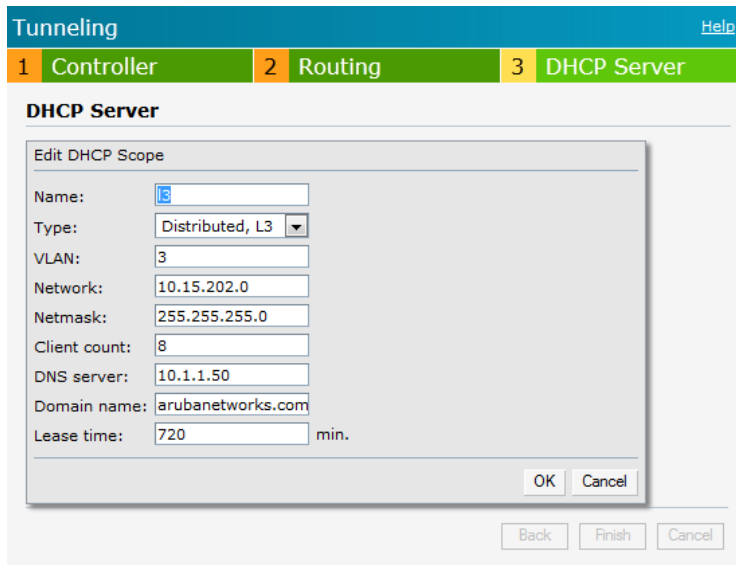 Tunneling Help
1 Controller 2 Routing 3 DHCP Server
DHCP Server
Edit DHCP Scope
Name: l3
Type: Distributed, L3
VLAN: 3
Network: 10.15.202.0
Netmask: 255.255.255.0
Client count: 8
DNS server: 10.1.1.50
Domain name: arubanetworks.com
Lease time: 720 min.
OK Cancel
Back Finish Cancel